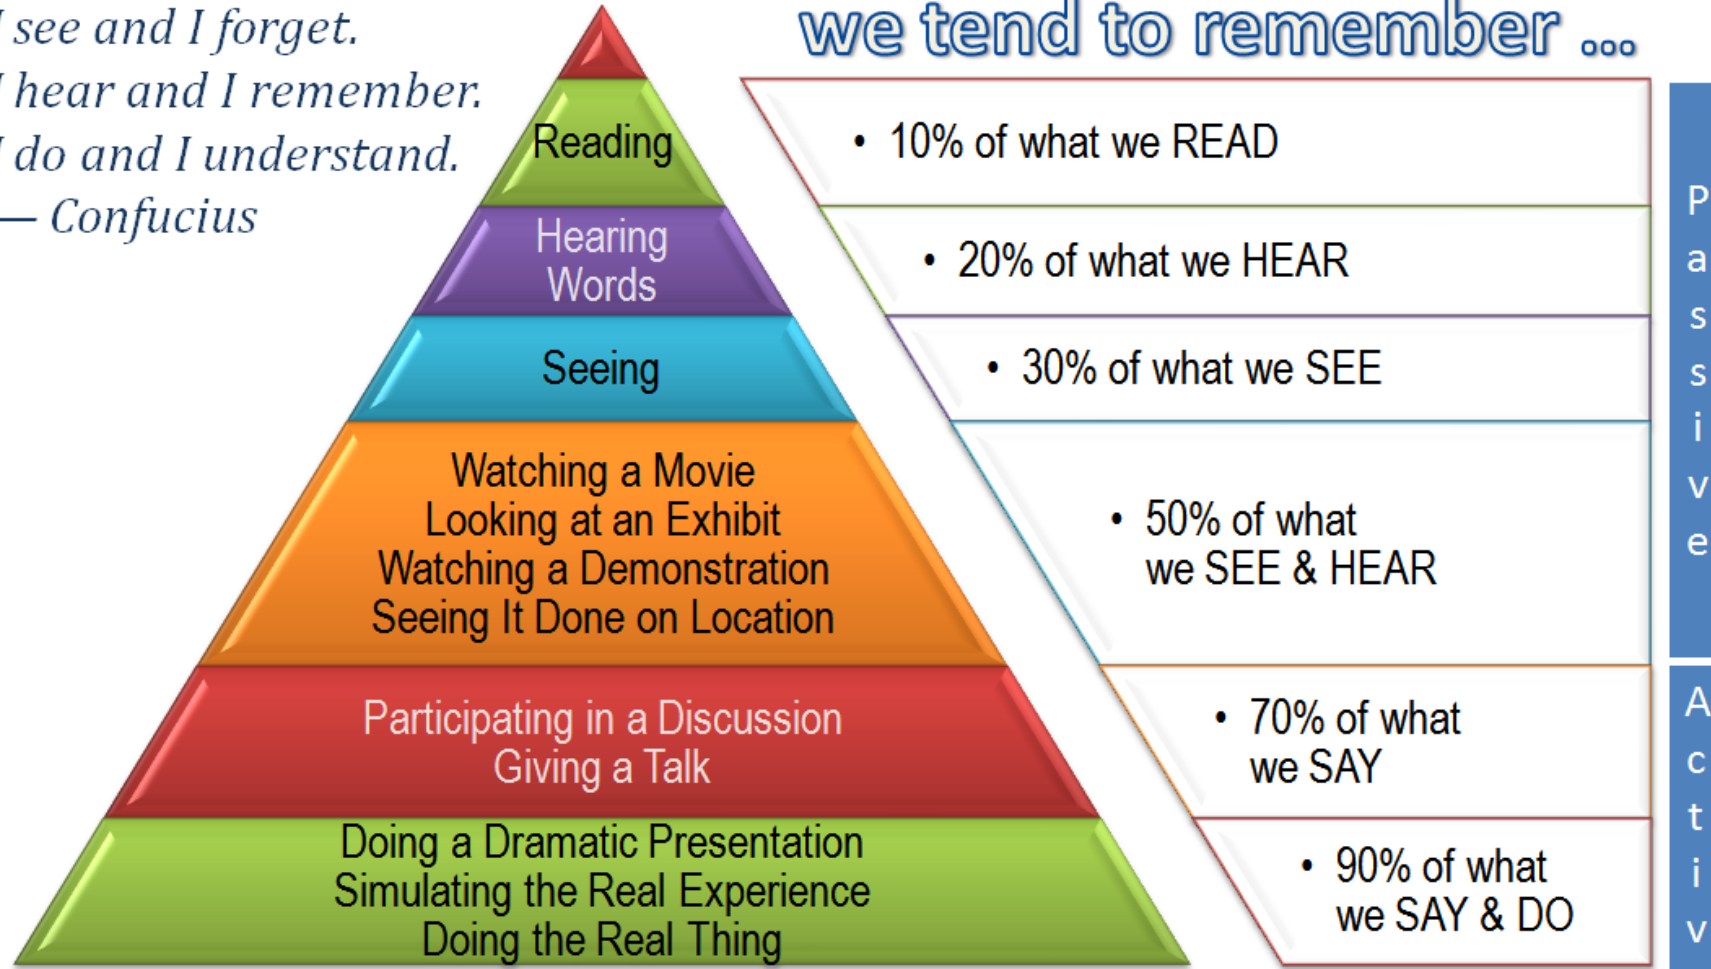 I see and I forget.
I hear and I remember.
I do and I understand.
— Confucius
we tend to remember ...
Reading
• 10% of what we READ
Hearing
Words
• 20% of what we HEAR
Seeing
• 30% of what we SEE
Watching a Movie
Looking at an Exhibit
Watching a Demonstration
Seeing It Done on Location
• 50% of what
we SEE & HEAR
Participating in a Discussion
Giving a Talk
• 70% of what
we SAY
Doing a Dramatic Presentation
Simulating the Real Experience
Doing the Real Thing
• 90% of what
we SAY & DO
P
a
s
s
i
v
e
A
c
t
i
v